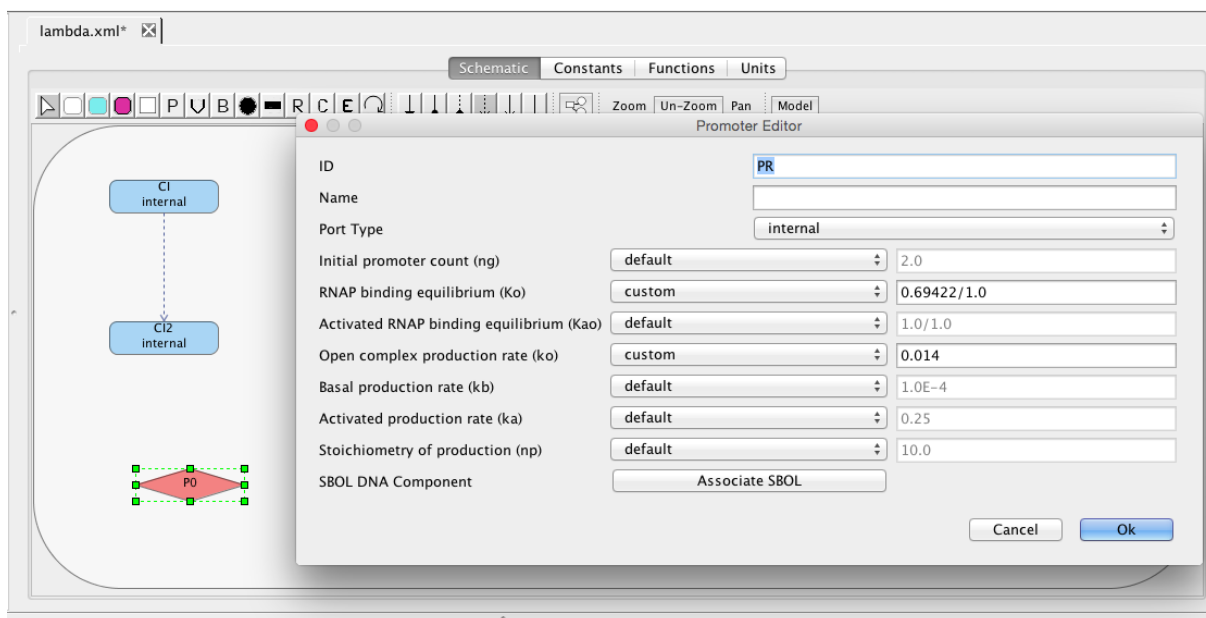 lambda.xml*
Schematic Constants Functions Units
P V B R C E Zoom Un-Zoom Pan Model
Promoter Editor
ID PR
Name
Port Type internal
Initial promoter count (ng) default 2.0
RNAP binding equilibrium (Ko) custom 0.69422/1.0
Activated RNAP binding equilibrium (Kao) default 1.0/1.0
Open complex production rate (ko) custom 0.014
Basal production rate (kb) default 1.0E-4
Activated production rate (ka) default 0.25
Stoichiometry of production (np) default 10.0
SBOL DNA Component Associate SBOL
Cancel Ok
CI
internal
CI2
internal
P0